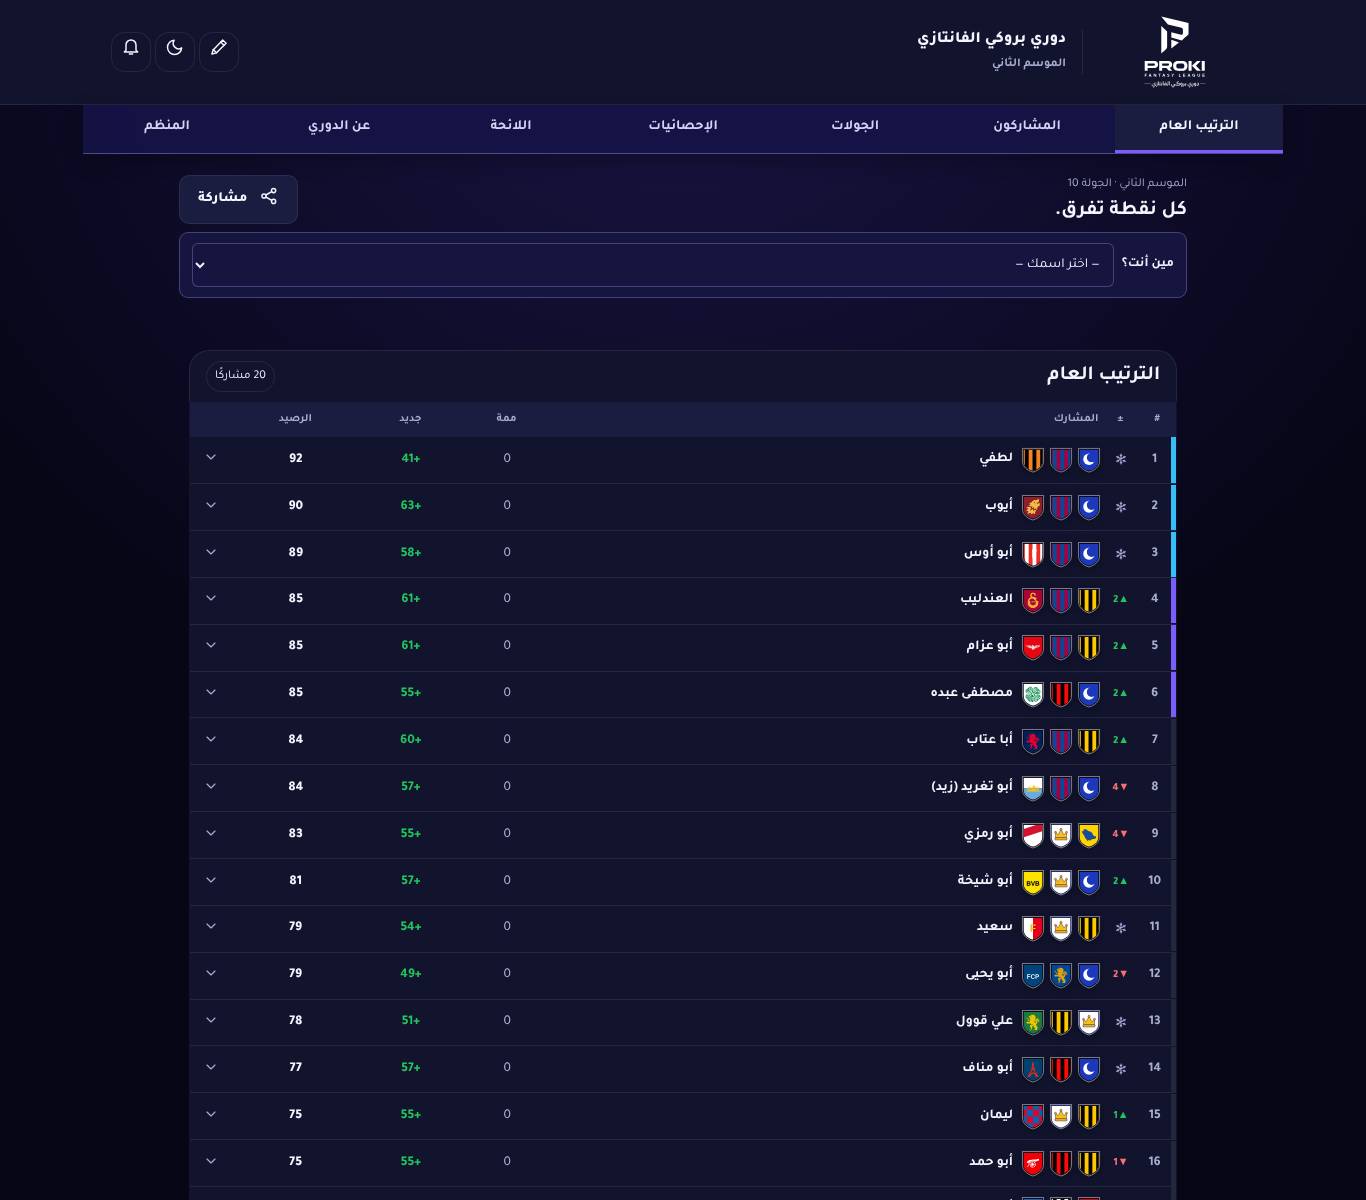 PROKI
FANTASY LEAGUE
دوري بروكي الفانتازي
دوري بروكي الفانتازي
الموسم الثاني
الترتيب العام
المشاركون
الجولات
الإحصائيات
اللائحة
عن الدوري
المنظم
الموسم الثاني · الجولة 10
كل نقطة تفرق.
مشاركة
مين أنت؟
– اختر اسمك –
الترتيب العام
20 مشاركًا
# ± المشارك ممة جديد الرصيد
1 ✻ لطفي 0 +41 92
2 ✻ أيوب 0 +63 90
3 ✻ أبو أوس 0 +58 89
4 ▲2 العندليب 0 +61 85
5 ▲2 أبو عزام 0 +61 85
6 ▲2 مصطفى عبده 0 +55 85
7 ▲2 أبا عتاب 0 +60 84
8 ▼4 أبو تغريد (زيد) 0 +57 84
9 ▼4 أبو رمزي 0 +55 83
10 ▲2 BVB أبو شيخة 0 +57 81
11 ✻ سعيد 0 +54 79
12 ▼2 FCP أبو يحيى 0 +49 79
13 ✻ علي قوول 0 +51 78
14 ✻ أبو مناف 0 +57 77
15 ▲1 ليمان 0 +55 75
16 ▼1 أبو حمد 0 +55 75